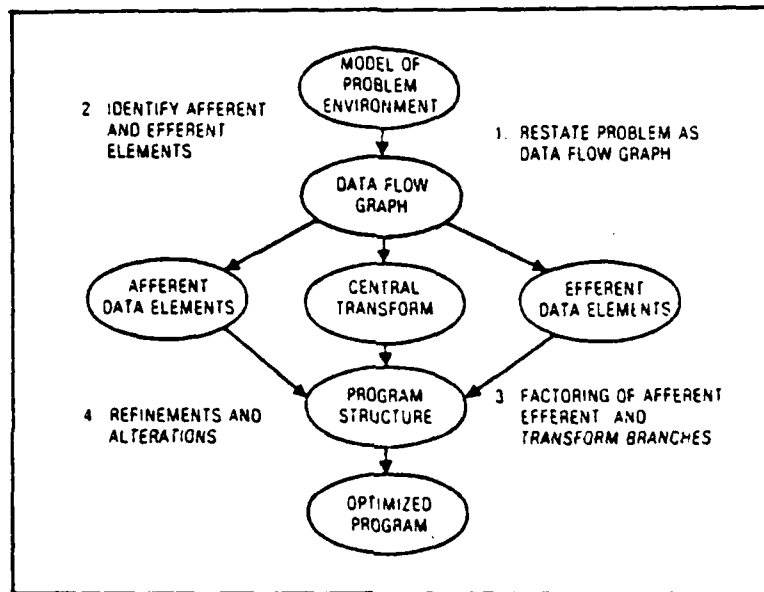 MODEL OF
PROBLEM
ENVIRONMENT
2 IDENTIFY AFFERENT
AND EFFERENT
ELEMENTS
1. RESTATE PROBLEM AS
DATA FLOW GRAPH
DATA FLOW
GRAPH
AFFERENT
DATA ELEMENTS
CENTRAL
TRANSFORM
EFFERENT
DATA ELEMENTS
PROGRAM
STRUCTURE
4 REFINEMENTS AND
ALTERATIONS
3 FACTORING OF AFFERENT
EFFERENT AND
TRANSFORM BRANCHES
OPTIMIZED
PROGRAM